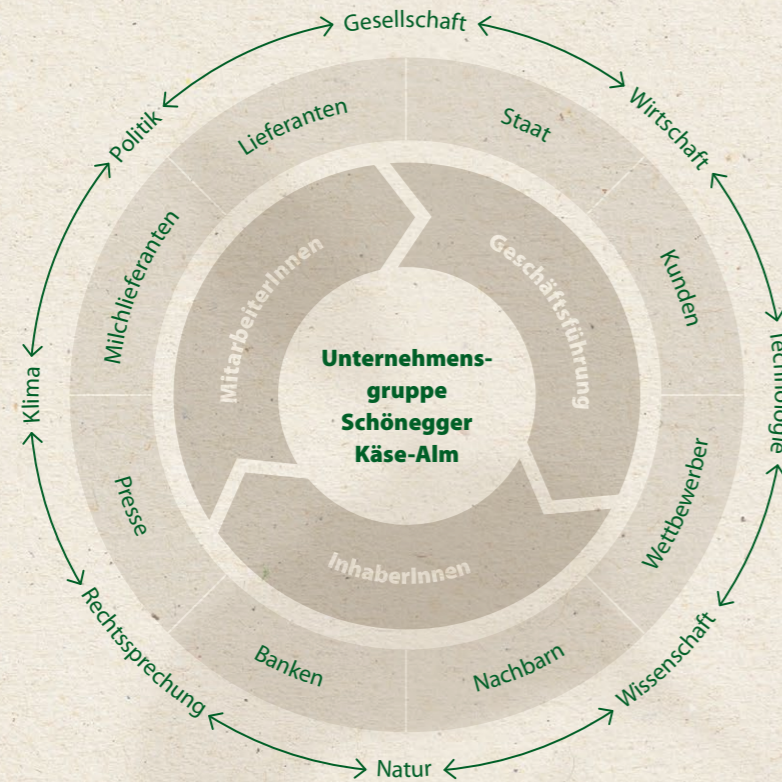 Gesellschaft
Wirtschaft
Technologie
Wissenschaft
Natur
Rechtssprechung
Klima
Politik
Lieferanten
Staat
Kunden
Wettbewerber
Nachbarn
Banken
Presse
Milchlieferanten
MitarbeiterInnen
Geschäftsführung
InhaberInnen
Unternehmens-
gruppe
Schönegger
Käse-Alm